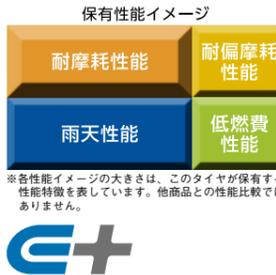 保有性能イメージ
耐摩耗性能
耐偏摩耗
性能
雨天性能
低燃費
性能
※各性能イメージの大きさは、このタイヤが保有す
性能特徴を表しています。他商品との性能比較で
ありません。